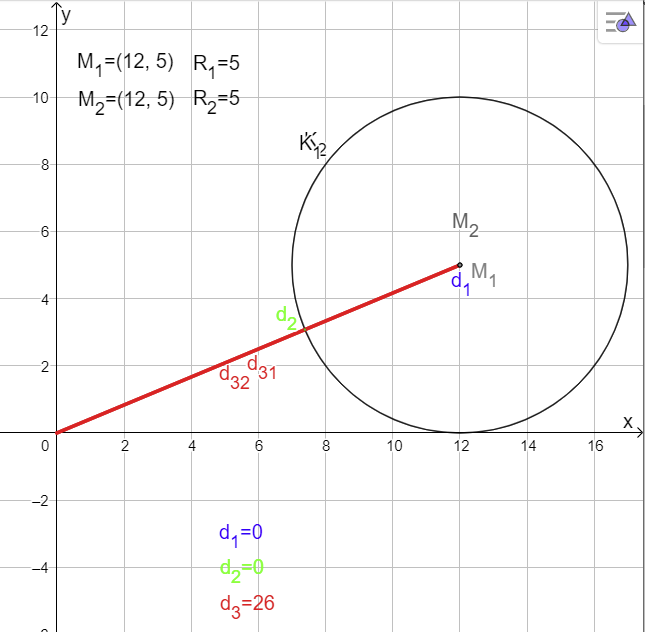 y
12
M₁=(12, 5) R₁=5
10
M₂=(12, 5) R₂=5
8
6
M₂
M₁
d₁
4
d₂
2
d₃₂ d₃₁
x
0 2 4 6 8 10 12 14 16
–2
d₁=0
–4
d₂=0
d₃=26